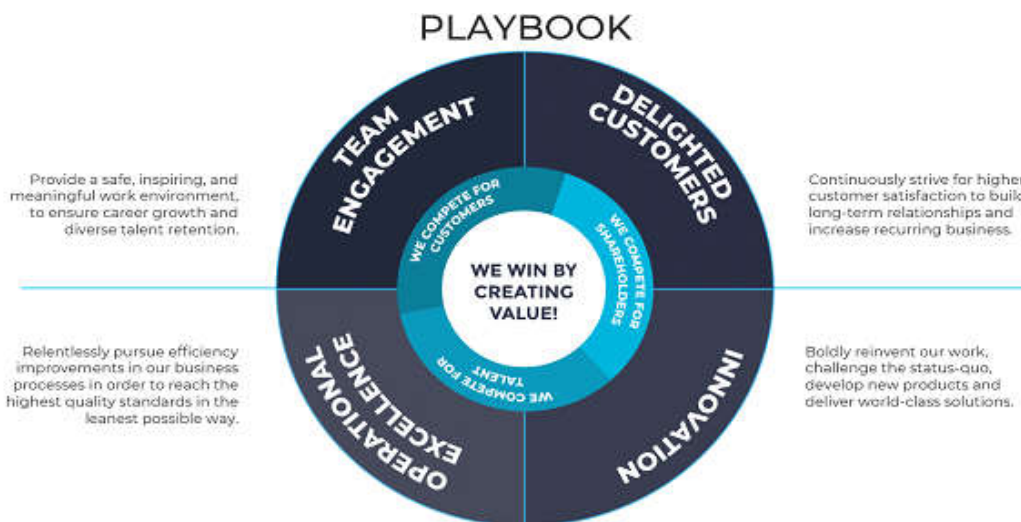 PLAYBOOK
TEAM
ENGAGEMENT
DELIGHTED
CUSTOMERS
Provide a safe, inspiring, and
meaningful work environment,
to ensure career growth and
diverse talent retention.
Continuously strive for higher
customer satisfaction to build
long-term relationships and
increase recurring business.
WE COMPETE FOR
CUSTOMERS
WE COMPETE FOR
SHAREHOLDERS
WE WIN BY
CREATING
VALUE!
WE COMPETE FOR
TALENT
Relentlessly pursue efficiency
improvements in our business
processes in order to reach the
highest quality standards in the
leanest possible way.
OPERATIONAL
EXCELLENCE
INNOVATION
Boldly reinvent our work,
challenge the status-quo,
develop new products and
deliver world-class solutions.